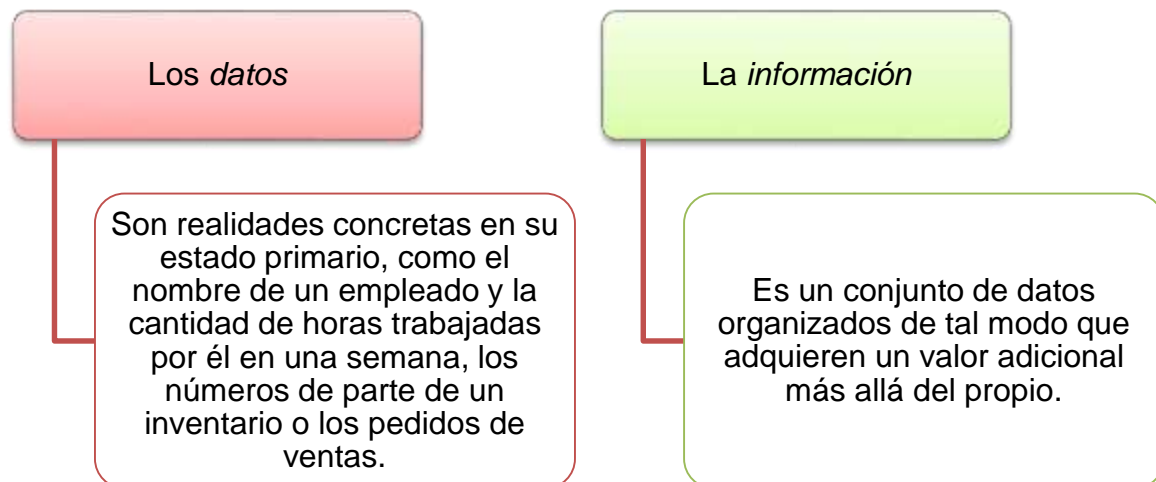 Los datos
Son realidades concretas en su
estado primario, como el
nombre de un empleado y la
cantidad de horas trabajadas
por él en una semana, los
números de parte de un
inventario o los pedidos de
ventas.
La información
Es un conjunto de datos
organizados de tal modo que
adquieren un valor adicional
más allá del propio.